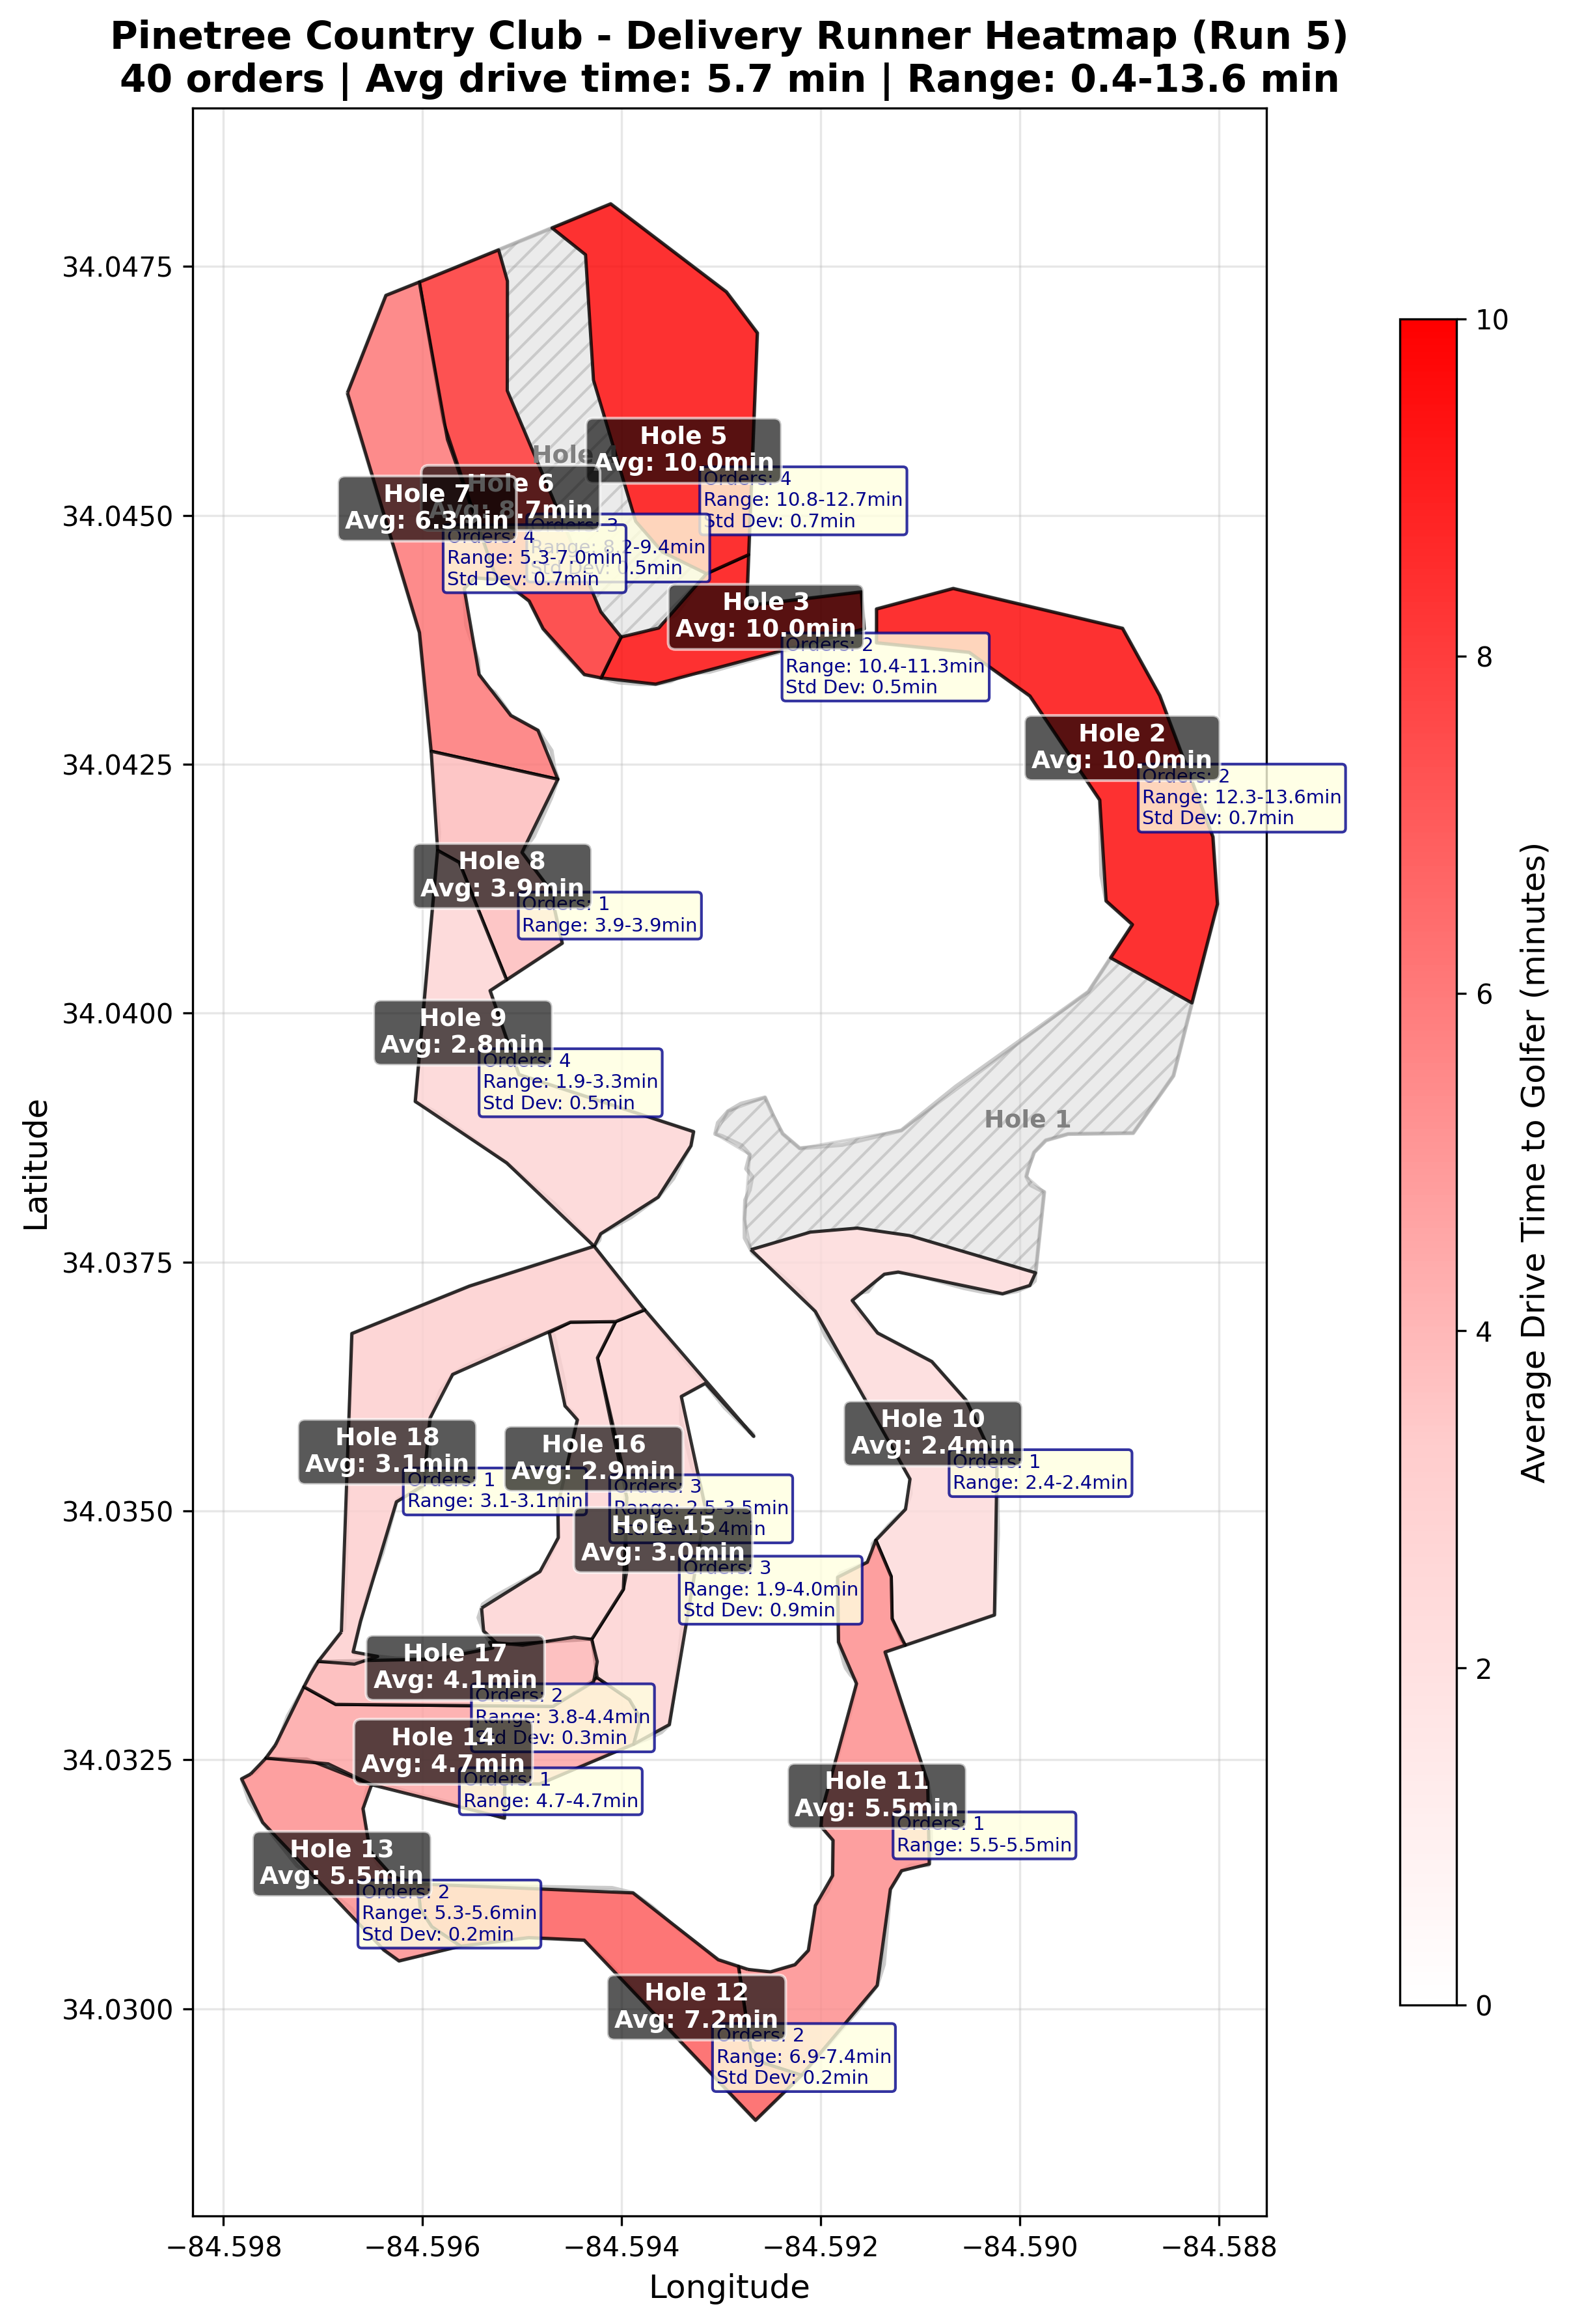 Pinetree Country Club - Delivery Runner Heatmap (Run 5)
40 orders | Avg drive time: 5.7 min | Range: 0.4-13.6 min
Latitude
34.0475
34.0450
34.0425
34.0400
34.0375
34.0350
34.0325
34.0300
Hole 5
Avg: 10.0min
Orders: 4
Range: 10.8-12.7min
Std Dev: 0.7min
Hole
Hole 6
Avg: 8.7min
Orders: 3
Range: 8.2-9.4min
Std Dev: 0.5min
Hole 7
Avg: 6.3min
Orders: 4
Range: 5.3-7.0min
Std Dev: 0.7min
Hole 3
Avg: 10.0min
Orders: 2
Range: 10.4-11.3min
Std Dev: 0.5min
Hole 2
Avg: 10.0min
Orders: 2
Range: 12.3-13.6min
Std Dev: 0.7min
Hole 8
Avg: 3.9min
Orders: 1
Range: 3.9-3.9min
Hole 9
Avg: 2.8min
Orders: 4
Range: 1.9-3.3min
Std Dev: 0.5min
Hole 1
Hole 10
Avg: 2.4min
Orders: 1
Range: 2.4-2.4min
Hole 18
Avg: 3.1min
Orders: 1
Range: 3.1-3.1min
Hole 16
Avg: 2.9min
Orders: 3
Range: 2.5-3.5min
Std Dev: 0.4min
Hole 15
Avg: 3.0min
Orders: 3
Range: 1.9-4.0min
Std Dev: 0.9min
Hole 17
Avg: 4.1min
Orders: 2
Range: 3.8-4.4min
Std Dev: 0.3min
Hole 14
Avg: 4.7min
Orders: 1
Range: 4.7-4.7min
Hole 11
Avg: 5.5min
Orders: 1
Range: 5.5-5.5min
Hole 13
Avg: 5.5min
Orders: 2
Range: 5.3-5.6min
Std Dev: 0.2min
Hole 12
Avg: 7.2min
Orders: 2
Range: 6.9-7.4min
Std Dev: 0.2min
−84.598
−84.596
−84.594
−84.592
−84.590
−84.588
Longitude
10
8
6
4
2
0
Average Drive Time to Golfer (minutes)